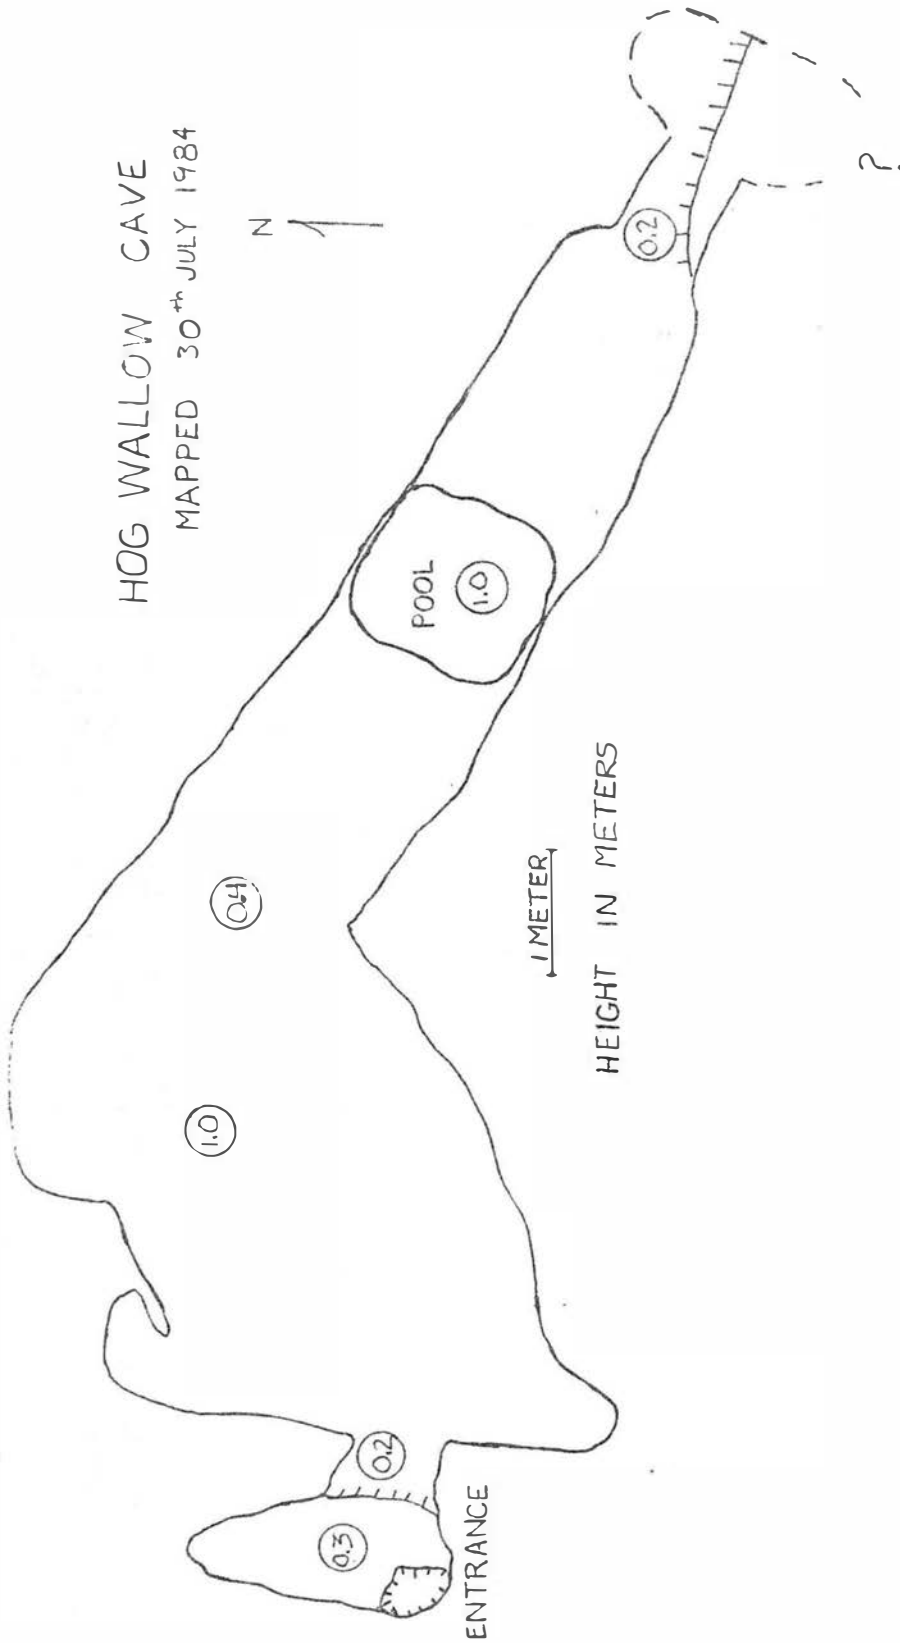 HOG WALLOW CAVE
MAPPED 30th JULY 1984
N
0.3
0.2
1.0
0.4
POOL
1.0
0.2
?
ENTRANCE
1 METER
HEIGHT IN METERS